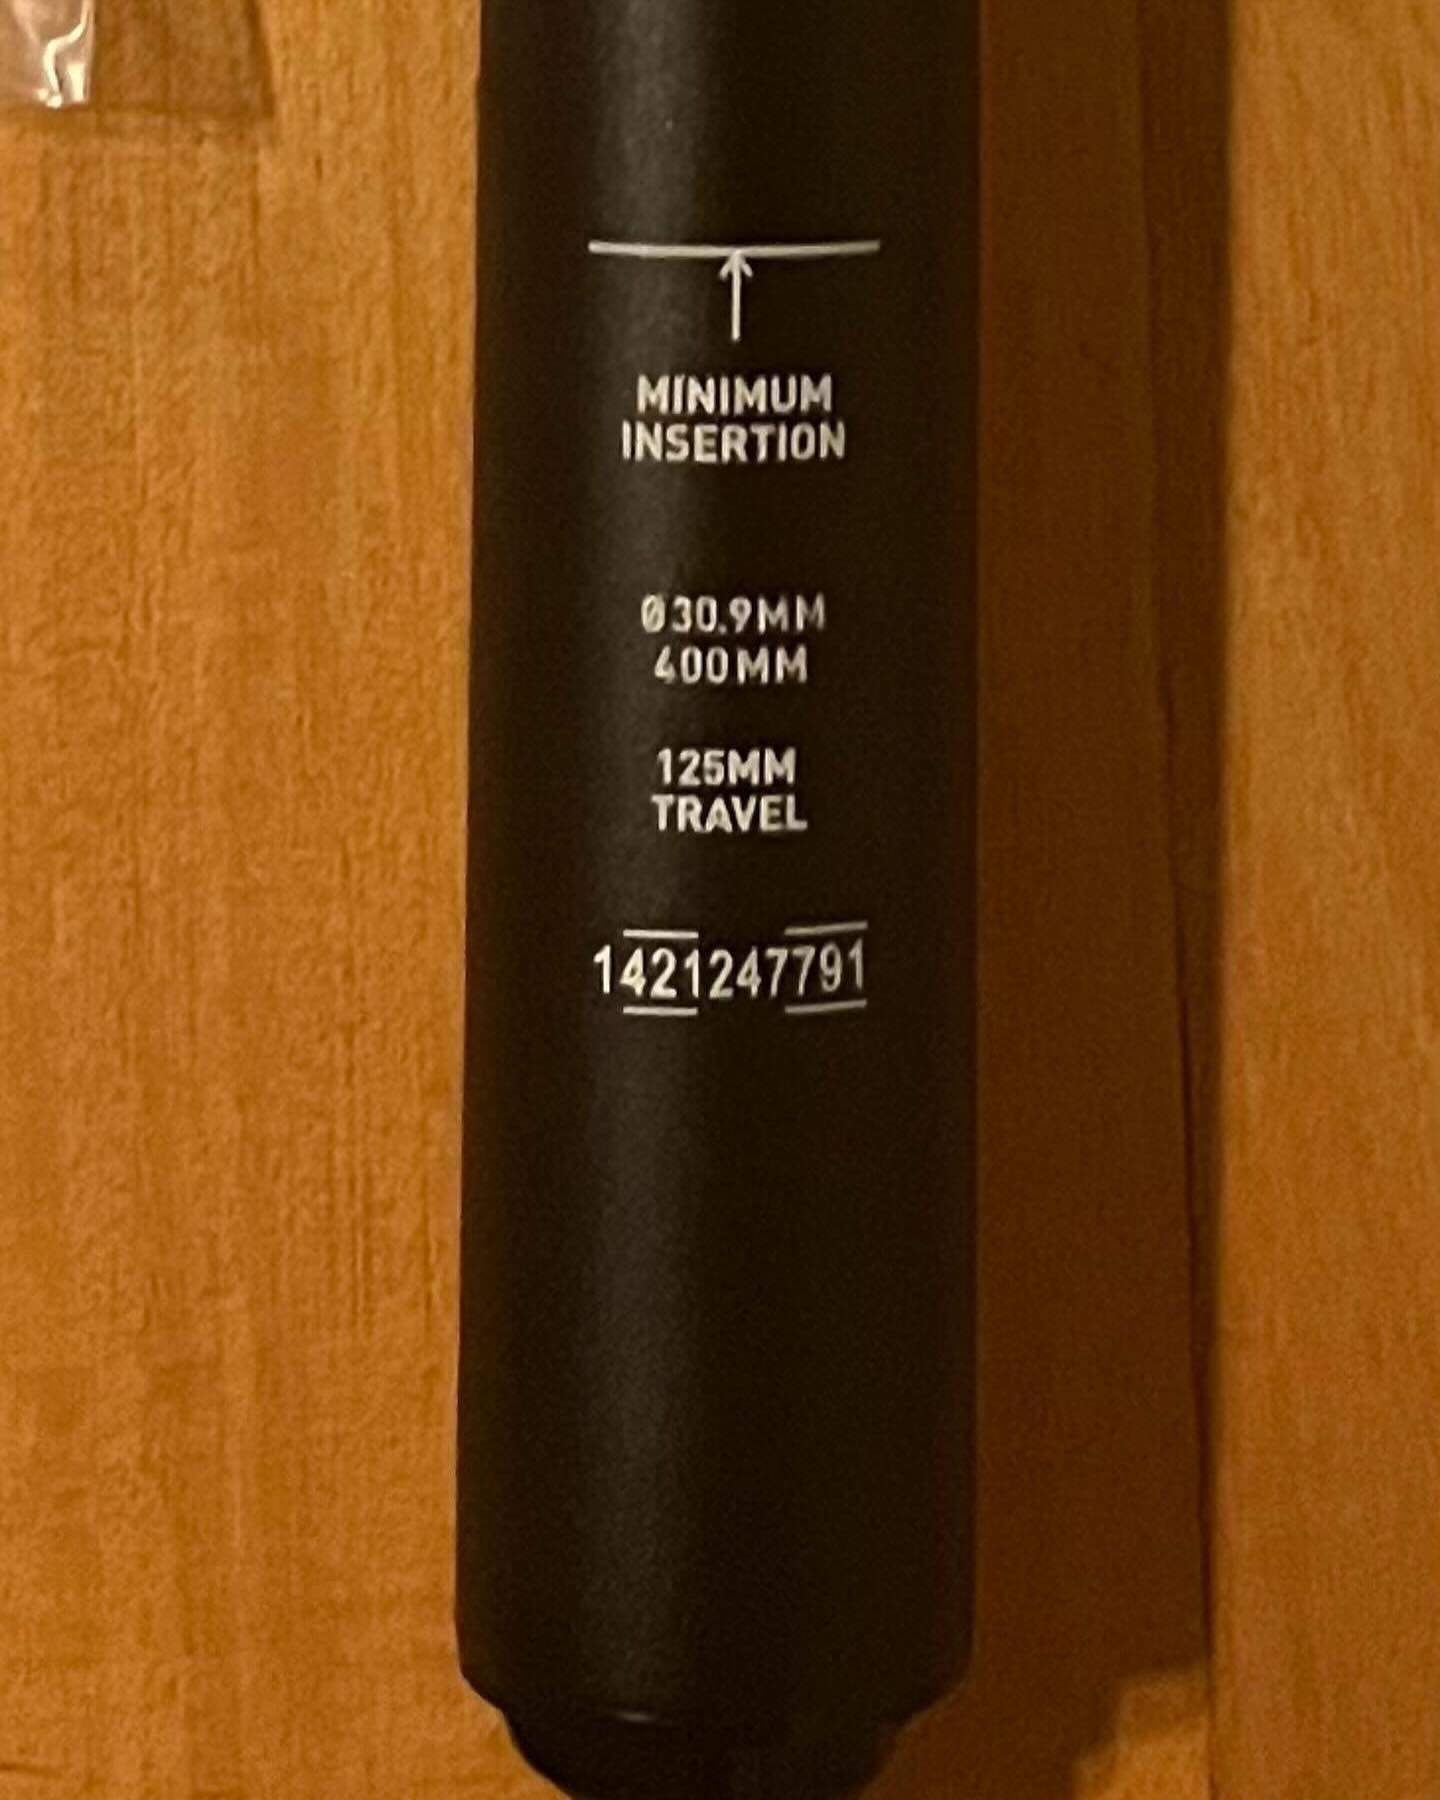 MINIMUM
INSERTION
Ø30.9MM
400MM
125MM
TRAVEL
1421247791